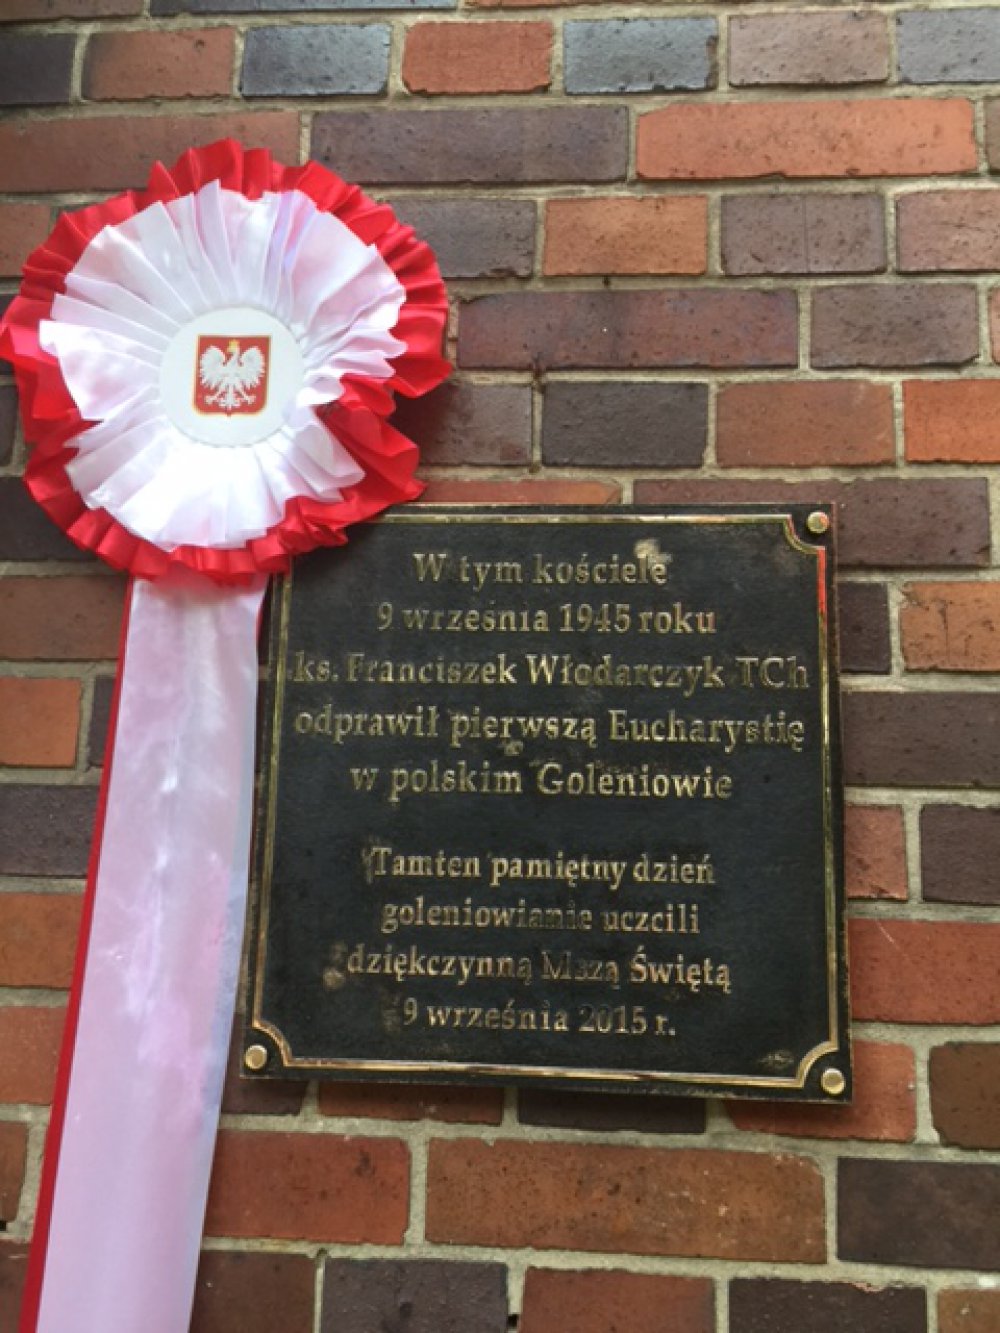 W tym kościele
9 września 1945 roku
ks. Franciszek Włodarczyk TCh
odprawił pierwszą Eucharystię
w polskim Goleniowie
Tamten pamiętny dzień
goleniowianie uczcili
dziękczynną Mszą Świętą
9 września 2015 r.